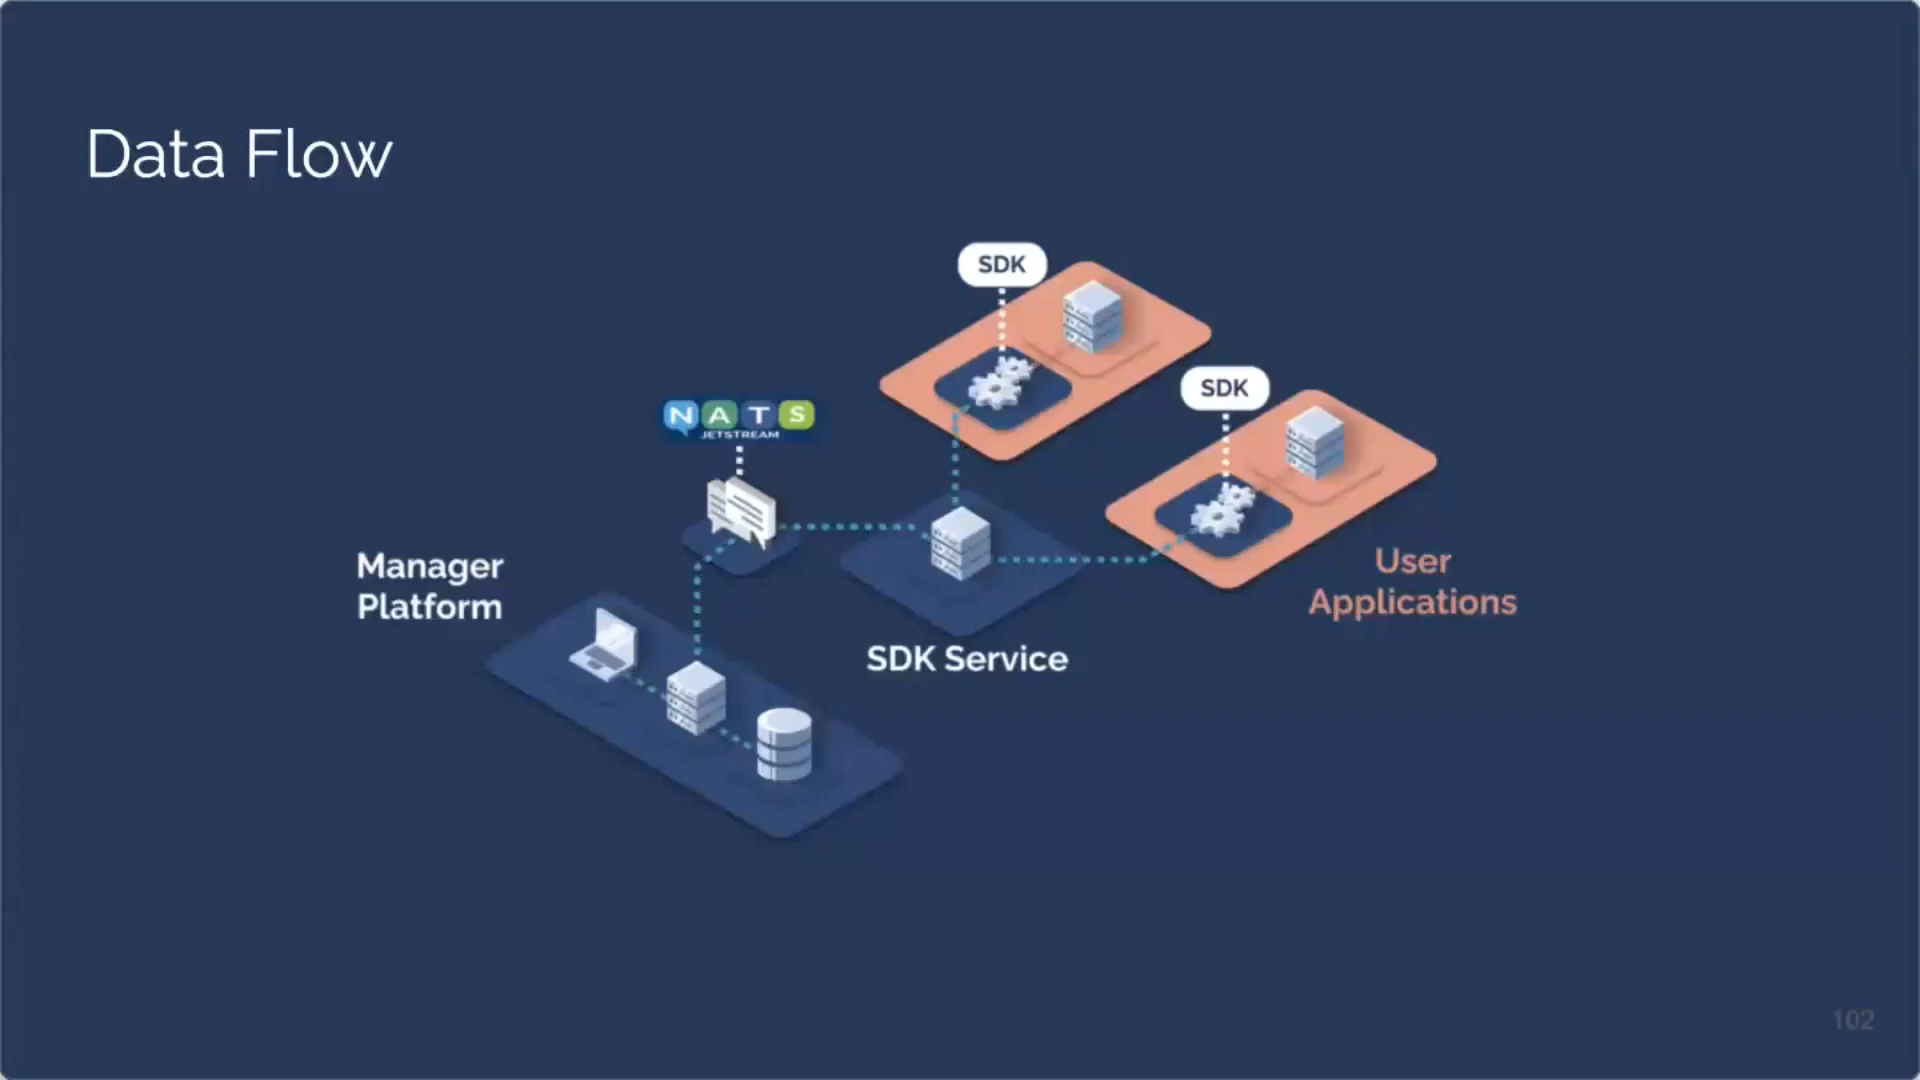 Data Flow
SDK
SDK
NATS
JETSTREAM
Manager
Platform
User
Applications
SDK Service
102